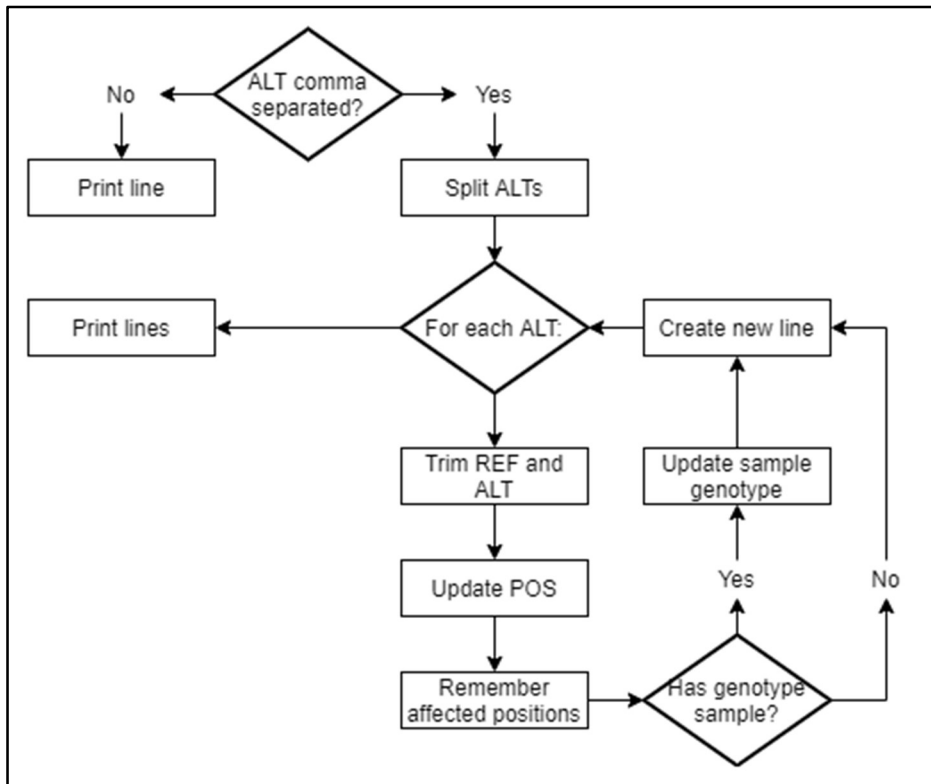 ALT comma
separated?
No
Yes
Print line
Split ALTs
Print lines
For each ALT:
Create new line
Trim REF and
ALT
Update sample
genotype
Update POS
Yes
No
Remember
affected positions
Has genotype
sample?